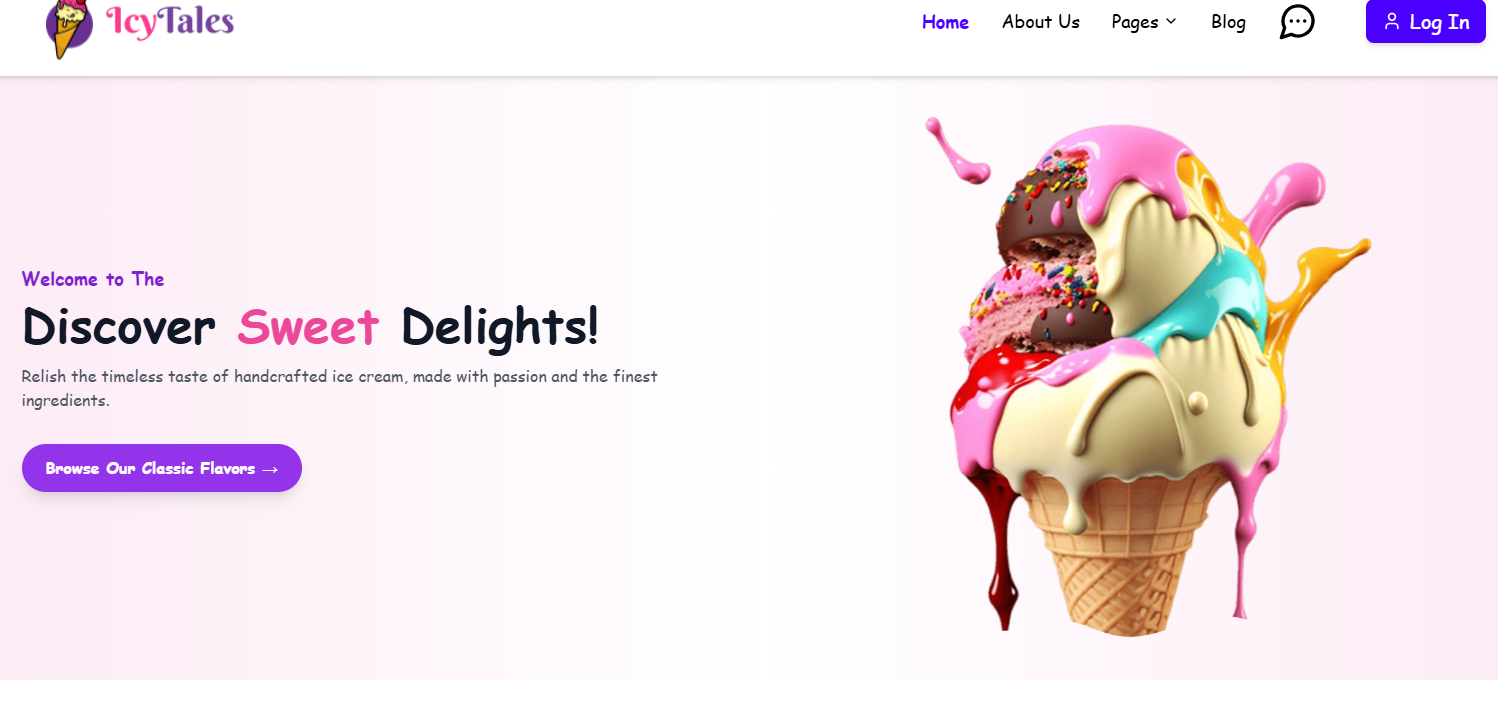 IcyTales
Home About Us Pages Blog Log In
Welcome to The
Discover Sweet Delights!
Relish the timeless taste of handcrafted ice cream, made with passion and the finest
ingredients.
Browse Our Classic Flavors →